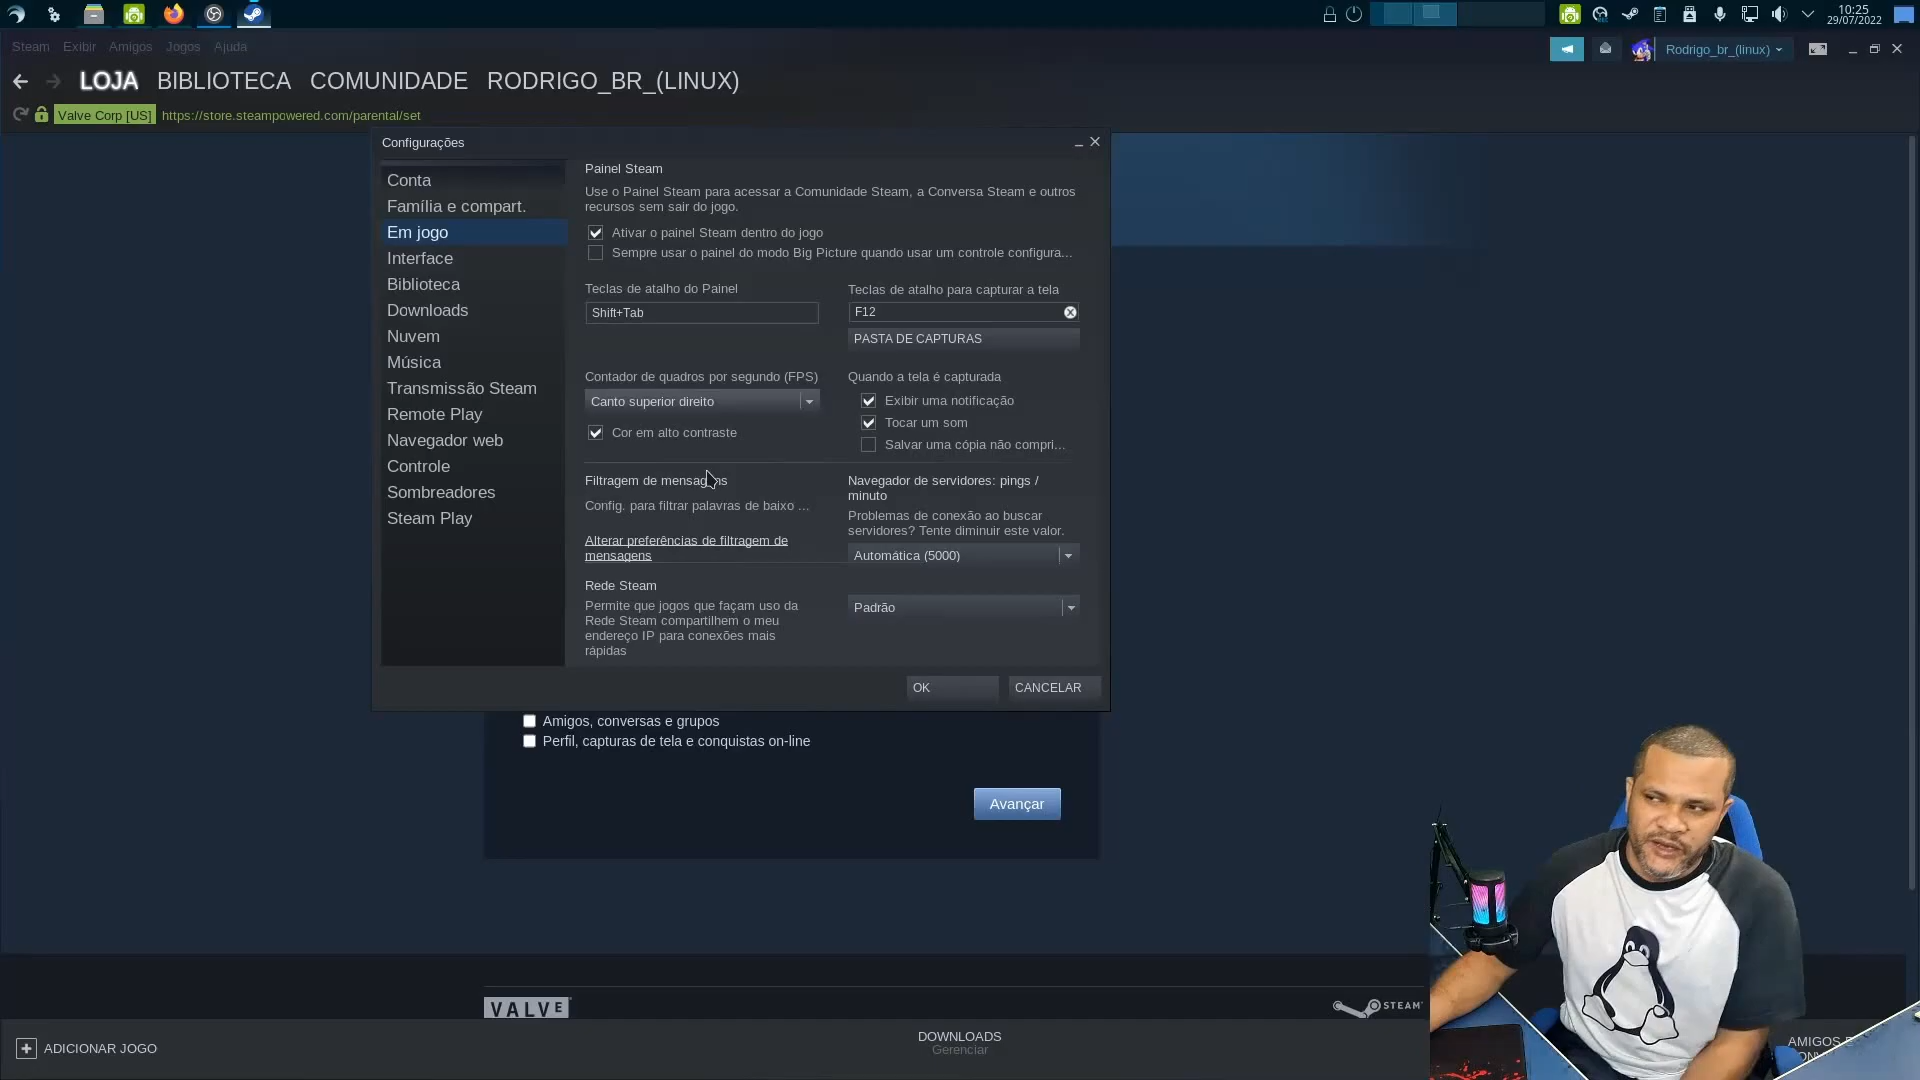 10:25
29/07/2022
Steam Exibir Amigos Jogos Ajuda
Rodrigo_br_(linux)
LOJA BIBLIOTECA COMUNIDADE RODRIGO_BR_(LINUX)
Valve Corp [US] https://store.steampowered.com/parental/set
Configurações
Conta
Família e compart.
Em jogo
Interface
Biblioteca
Downloads
Nuvem
Música
Transmissão Steam
Remote Play
Navegador web
Controle
Sombreadores
Steam Play
Painel Steam
Use o Painel Steam para acessar a Comunidade Steam, a Conversa Steam e outros
recursos sem sair do jogo.
Ativar o painel Steam dentro do jogo
Sempre usar o painel do modo Big Picture quando usar um controle configura...
Teclas de atalho do Painel
Shift+Tab
Teclas de atalho para capturar a tela
F12
PASTA DE CAPTURAS
Contador de quadros por segundo (FPS)
Canto superior direito
Cor em alto contraste
Quando a tela é capturada
Exibir uma notificação
Tocar um som
Salvar uma cópia não compri...
Filtragem de mensagens
Config. para filtrar palavras de baixo ...
Alterar preferências de filtragem de
mensagens
Navegador de servidores: pings /
minuto
Problemas de conexão ao buscar
servidores? Tente diminuir este valor.
Automática (5000)
Rede Steam
Permite que jogos que façam uso da
Rede Steam compartilhem o meu
endereço IP para conexões mais
rápidas
Padrão
OK CANCELAR
Amigos, conversas e grupos
Perfil, capturas de tela e conquistas on-line
Avançar
VALVE
STEAM
ADICIONAR JOGO
DOWNLOADS
Gerenciar
AMIGOS E